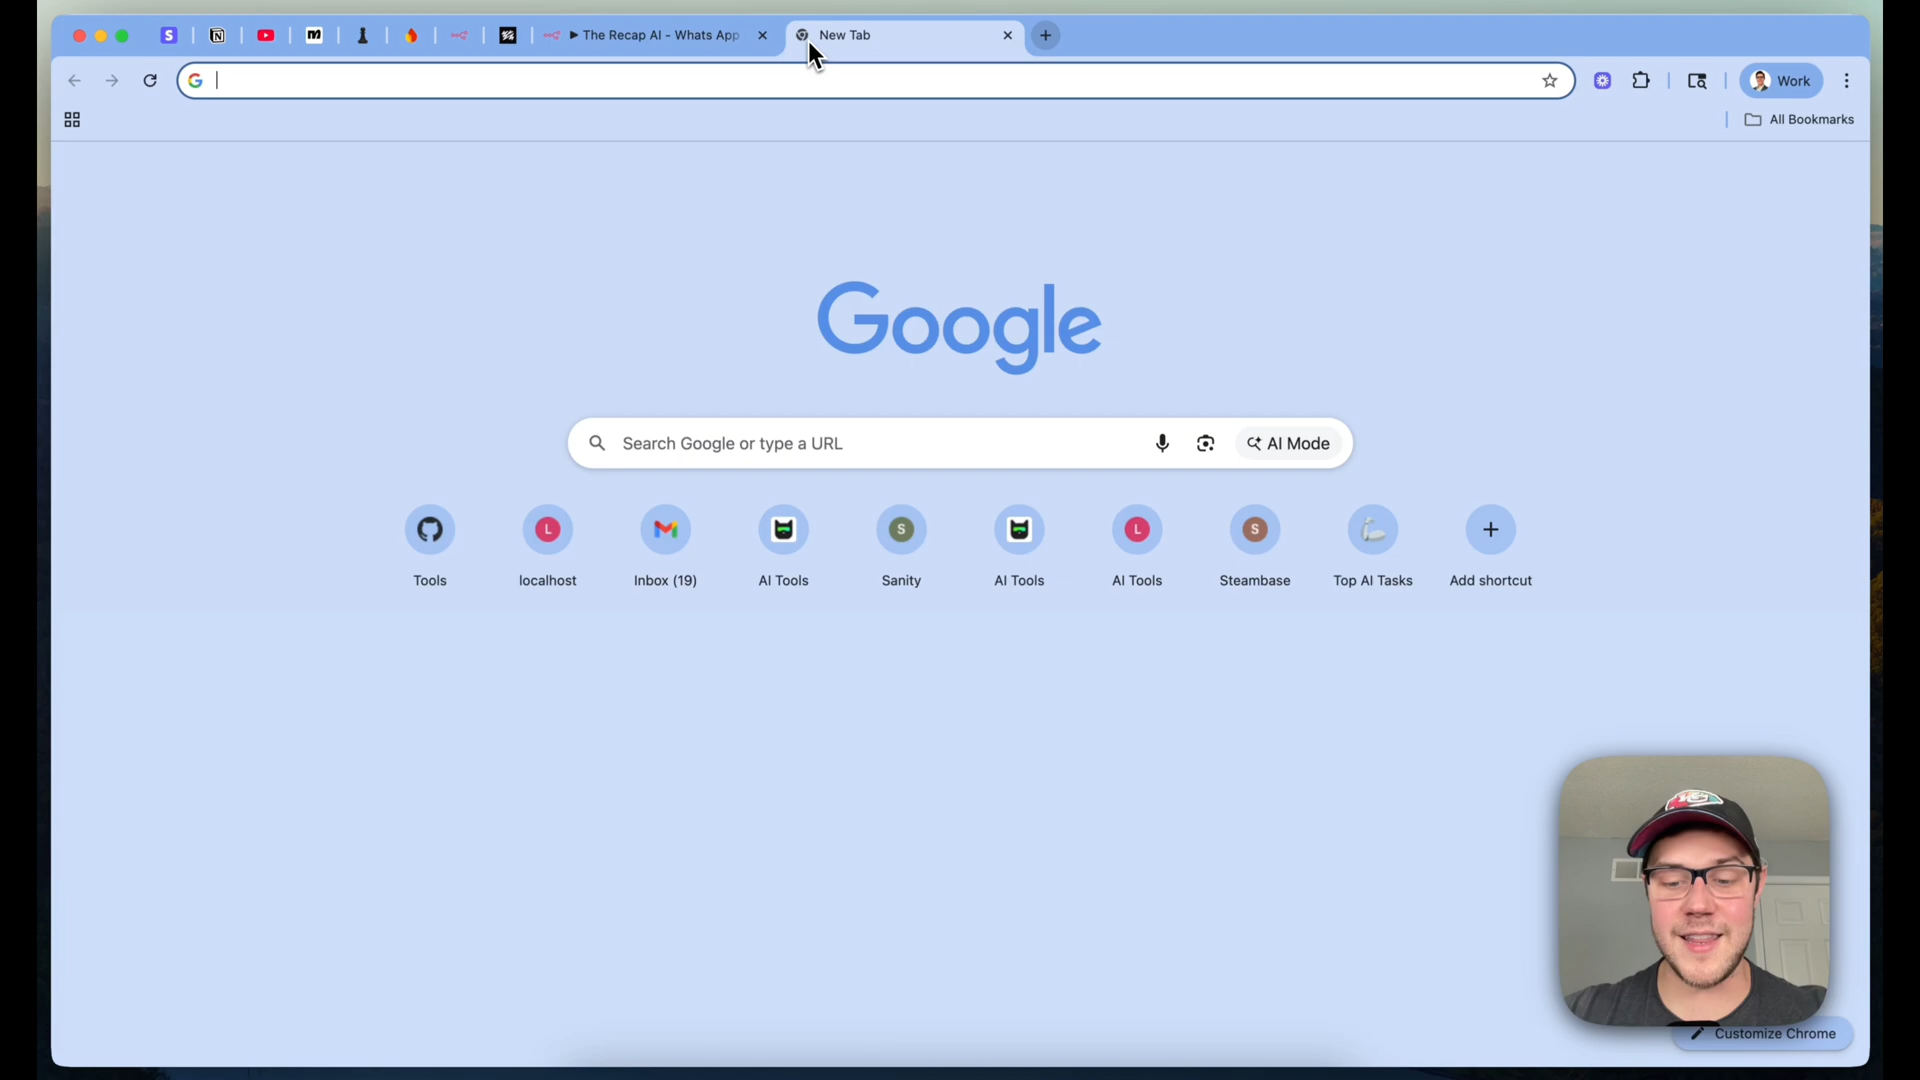 S
N
m
▶ The Recap AI - Whats App
New Tab
G
Work
All Bookmarks
Google
Search Google or type a URL
AI Mode
L
S
L
S
Tools
localhost
Inbox (19)
AI Tools
Sanity
AI Tools
AI Tools
Steambase
Top AI Tasks
Add shortcut
Customize Chrome